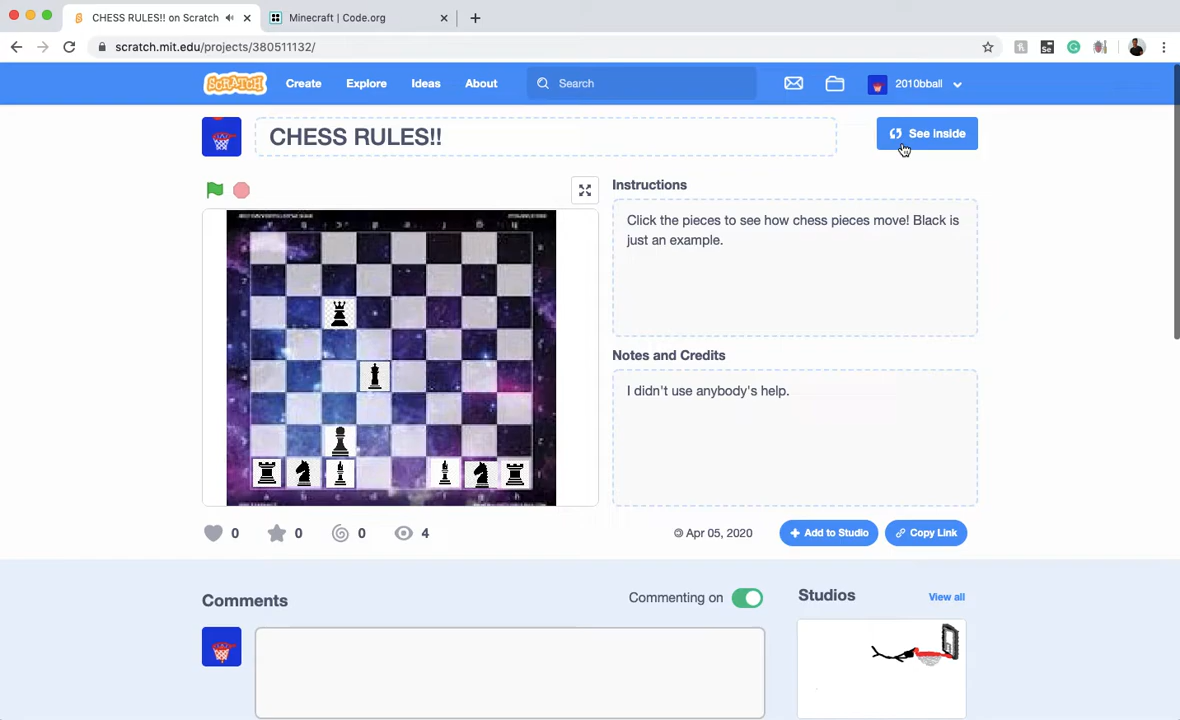 CHESS RULES!! on Scratch
Minecraft | Code.org
scratch.mit.edu/projects/380511132/
SCRATCH
Create
Explore
Ideas
About
Search
2010bball
CHESS RULES!!
See inside
Instructions
Click the pieces to see how chess pieces move! Black is
just an example.
Notes and Credits
I didn't use anybody's help.
0
0
0
4
© Apr 05, 2020
Add to Studio
Copy Link
Comments
Commenting on
Studios
View all